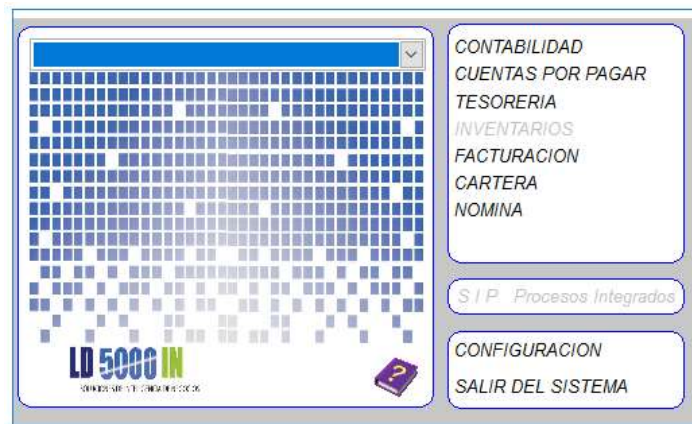 CONTABILIDAD
CUENTAS POR PAGAR
TESORERIA
INVENTARIOS
FACTURACION
CARTERA
NOMINA
S I P Procesos Integrados
CONFIGURACION
SALIR DEL SISTEMA
LD 5000 IN
?